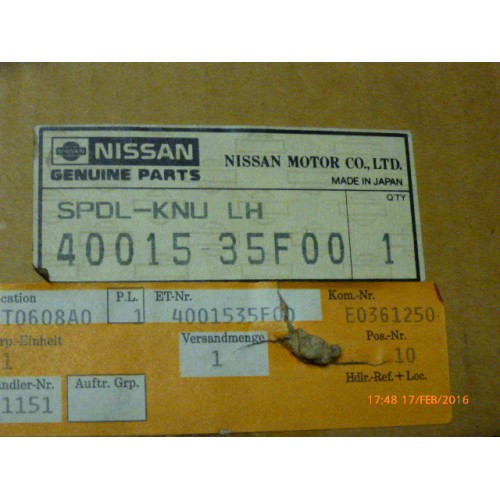 NISSAN
GENUINE PARTS
NISSAN MOTOR CO., LTD.
MADE IN JAPAN
SPDL-KNU LH
Q'TY
40015 35F00 1
cation
P.L.
ET-Nr.
Kom.-Nr.
T0608A0 1 4001535F00 E0361250
rp.-Einheit
Versandmenge
Pos.-Nr.
1 1 10
ändler-Nr.
Auftr. Grp.
Hdlr.-Ref.+Loc.
1151
17:48 17/FEB/2016